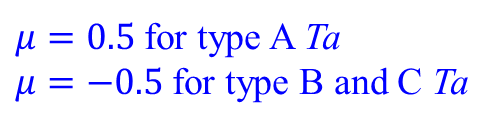 μ = 0.5 for type A Ta
μ = −0.5 for type B and C Ta